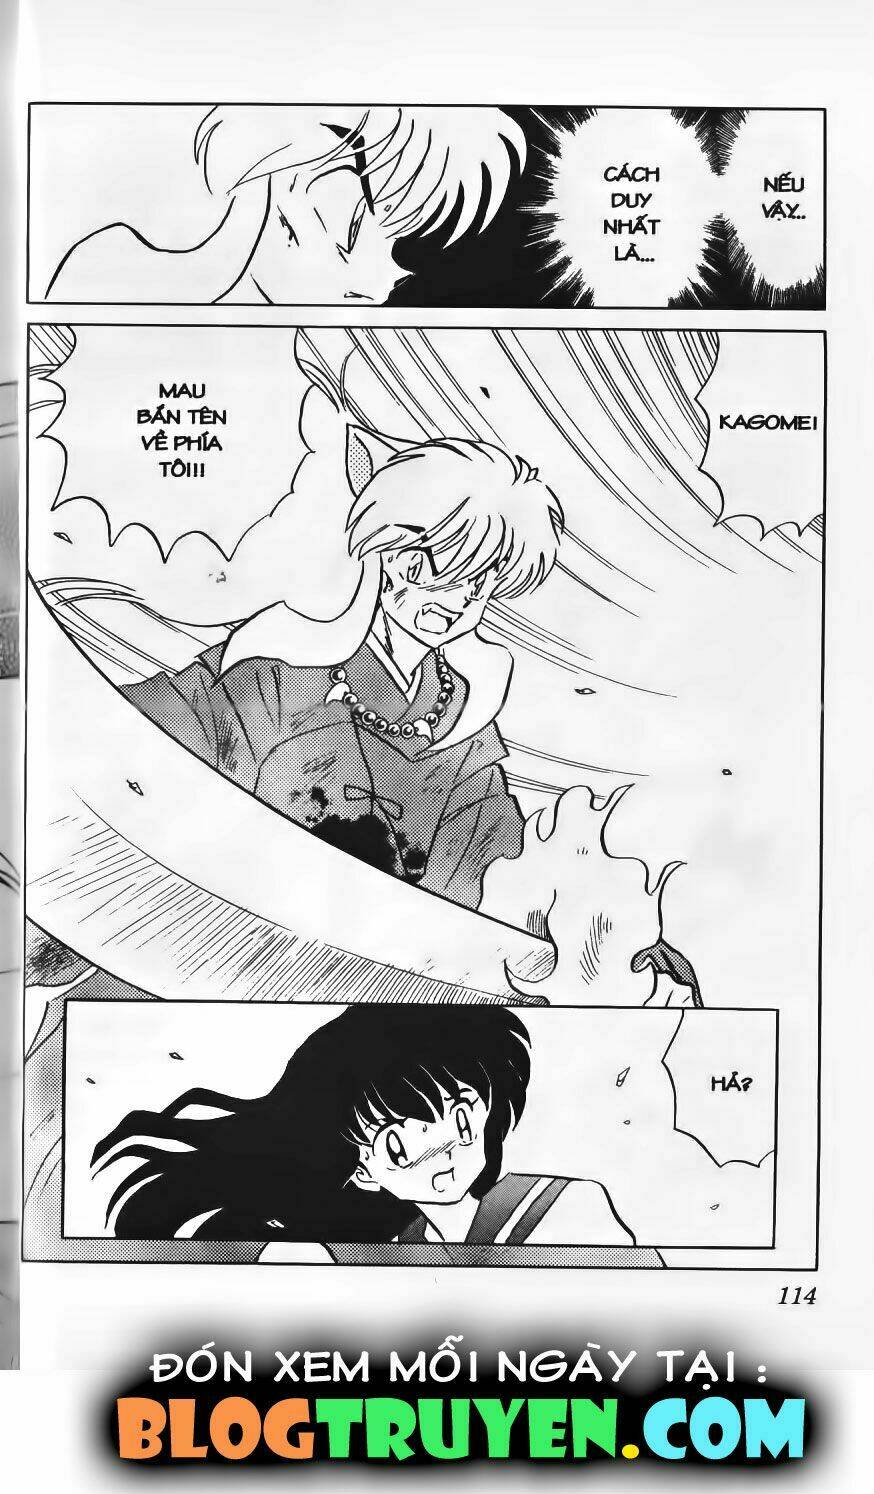 NẾU
VẬY...
CÁCH
DUY
NHẤT
LÀ...
KAGOME!
MAU
BẮN TÊN
VỀ PHÍA
TÔI!!!
HẢ?
114
ĐÓN XEM MỖI NGÀY TẠI :
BLOGTRUYEN.COM